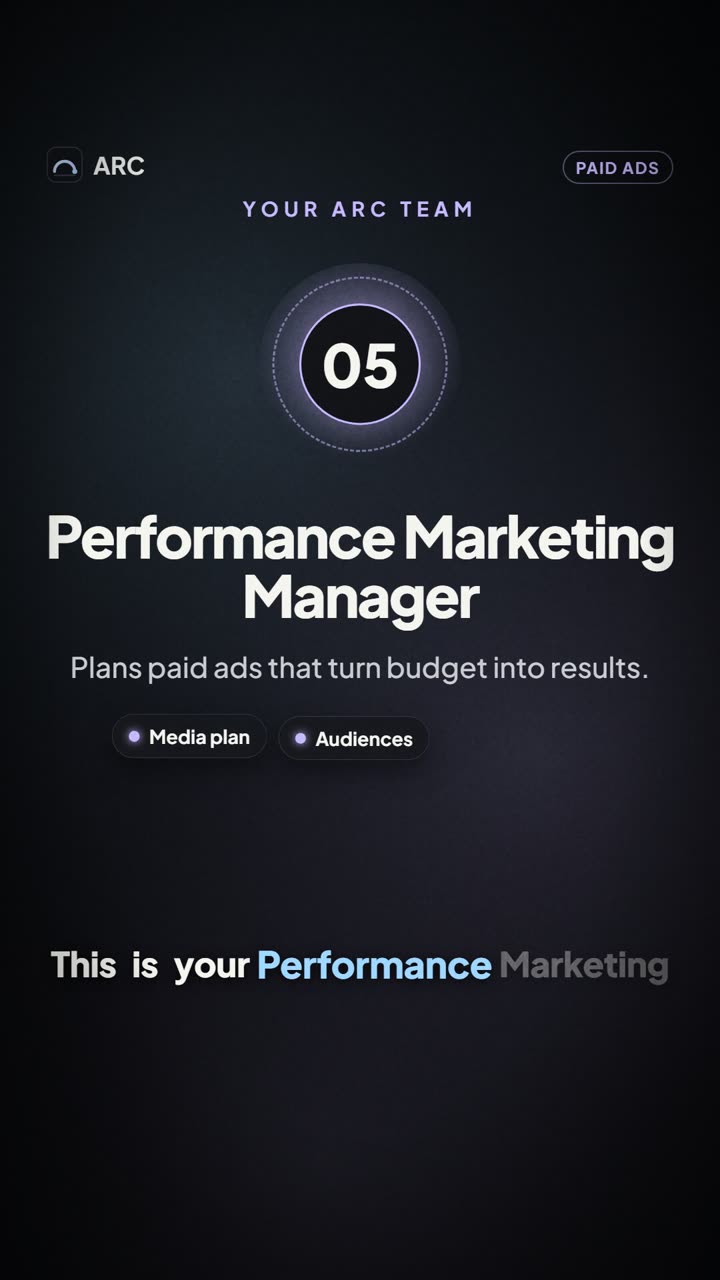 ARC
PAID ADS
YOUR ARC TEAM
05
Performance Marketing
Manager
Plans paid ads that turn budget into results.
Media plan
Audiences
This is your Performance Marketing